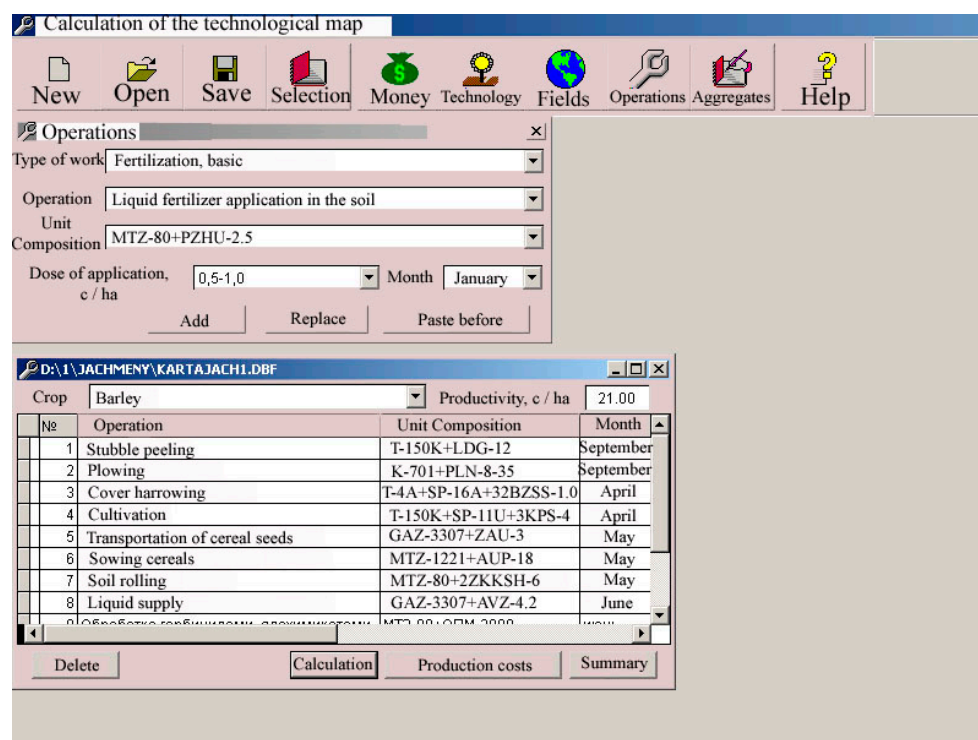 Calculation of the technological map
New Open Save Selection Money Technology Fields Operations Aggregates Help
Operations
Type of work Fertilization, basic
Operation Liquid fertilizer application in the soil
Unit
Composition MTZ-80+PZHU-2.5
Dose of application,
c / ha
0,5-1,0 Month January
Add Replace Paste before
D:\1\JACHMENY\KARTAJACH1.DBF
Crop Barley Productivity, c / ha 21.00
№ Operation Unit Composition Month
1 Stubble peeling T-150K+LDG-12 September
2 Plowing K-701+PLN-8-35 September
3 Cover harrowing T-4A+SP-16A+32BZSS-1.0 April
4 Cultivation T-150K+SP-11U+3KPS-4 April
5 Transportation of cereal seeds GAZ-3307+ZAU-3 May
6 Sowing cereals MTZ-1221+AUP-18 May
7 Soil rolling MTZ-80+2ZKKSH-6 May
8 Liquid supply GAZ-3307+AVZ-4.2 June
Delete Calculation Production costs Summary